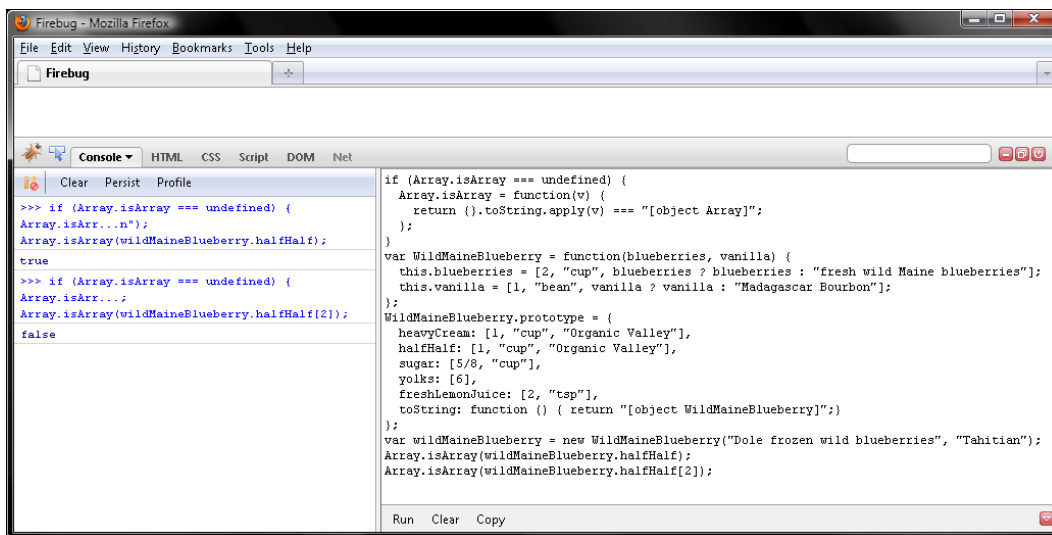 Firebug - Mozilla Firefox
File Edit View History Bookmarks Tools Help
Firebug
Console HTML CSS Script DOM Net
Clear Persist Profile
>>> if (Array.isArray === undefined) {
Array.isArr...n");
Array.isArray(wildMaineBlueberry.halfHalf);
true
>>> if (Array.isArray === undefined) {
Array.isArr...;
Array.isArray(wildMaineBlueberry.halfHalf[2]);
false
if (Array.isArray === undefined) {
  Array.isArray = function(v) {
    return {}.toString.apply(v) === "[object Array]";
  };
}
var WildMaineBlueberry = function(blueberries, vanilla) {
  this.blueberries = [2, "cup", blueberries ? blueberries : "fresh wild Maine blueberries"];
  this.vanilla = [1, "bean", vanilla ? vanilla : "Madagascar Bourbon"];
};
WildMaineBlueberry.prototype = {
  heavyCream: [1, "cup", "Organic Valley"],
  halfHalf: [1, "cup", "Organic Valley"],
  sugar: [5/8, "cup"],
  yolks: [6],
  freshLemonJuice: [2, "tsp"],
  toString: function () { return "[object WildMaineBlueberry]";}
};
var wildMaineBlueberry = new WildMaineBlueberry("Dole frozen wild blueberries", "Tahitian");
Array.isArray(wildMaineBlueberry.halfHalf);
Array.isArray(wildMaineBlueberry.halfHalf[2]);
Run Clear Copy